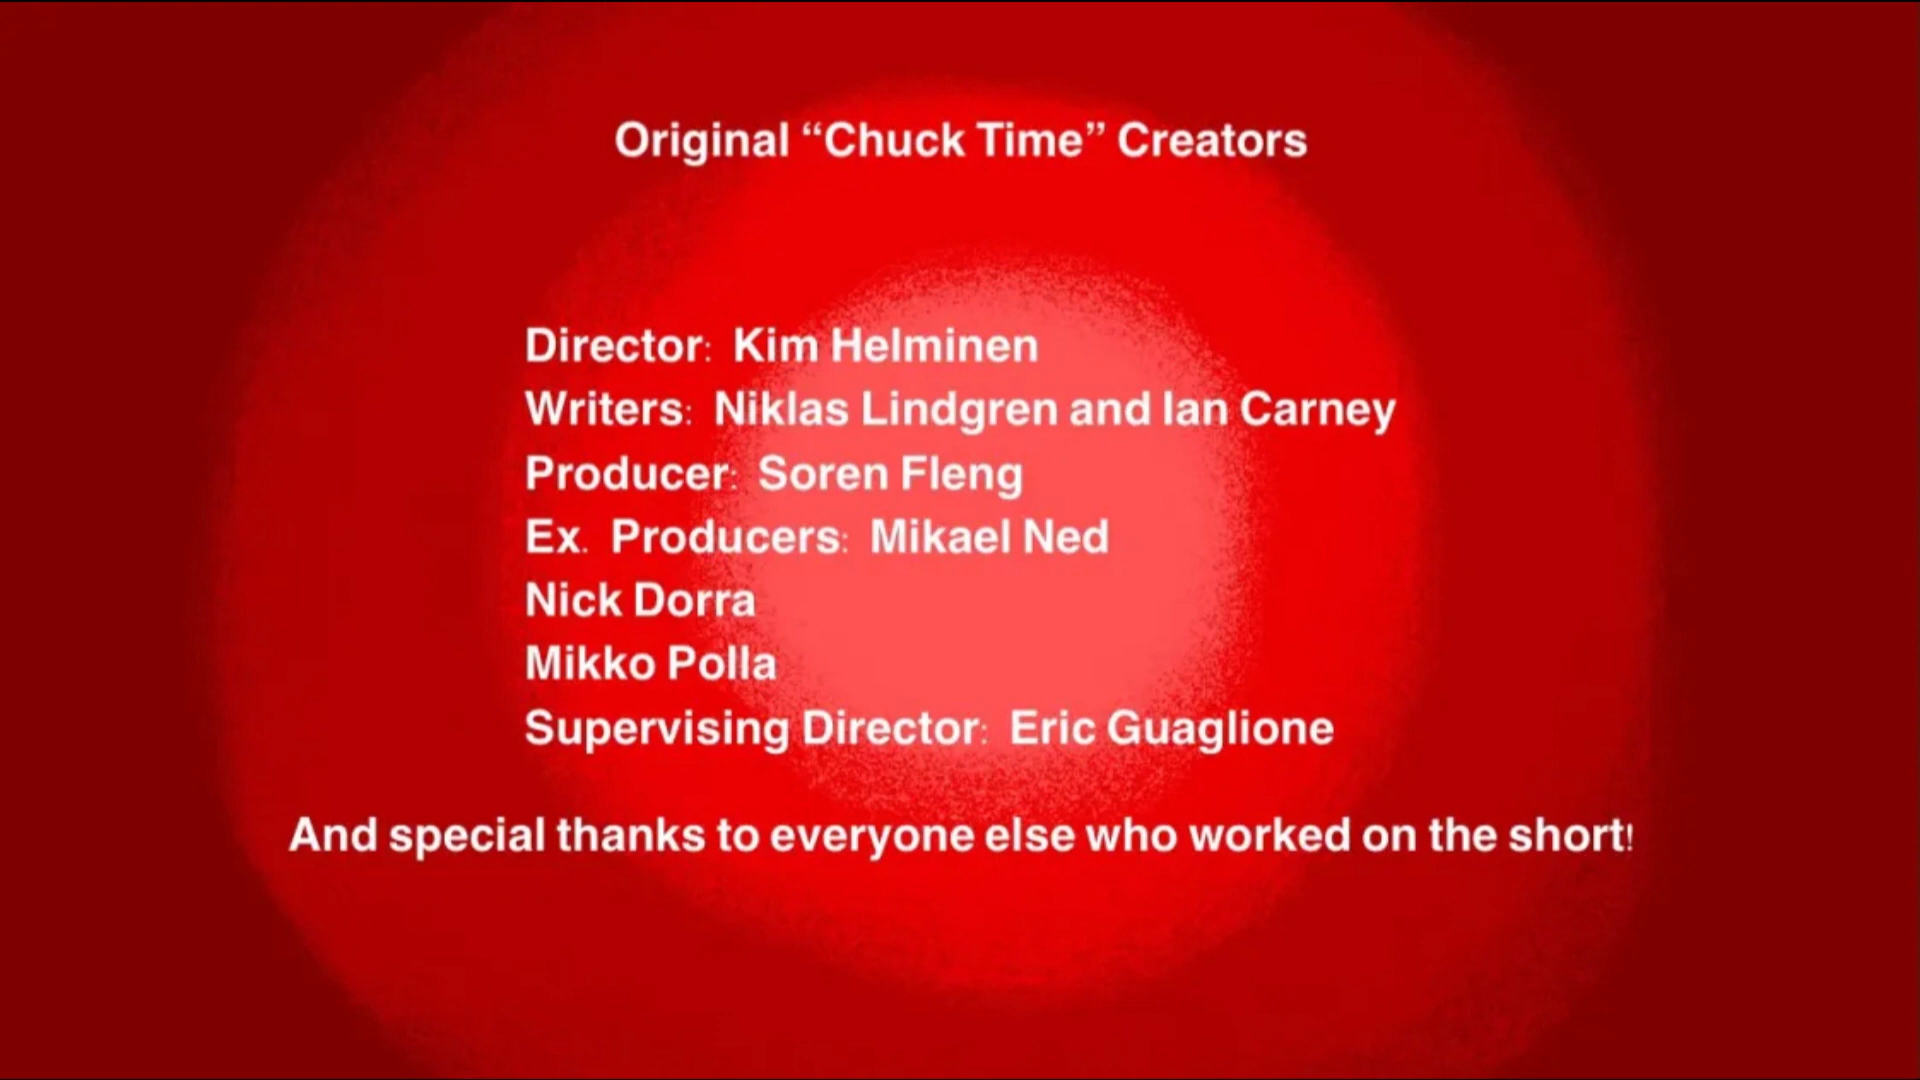 Original “Chuck Time” Creators
Director: Kim Helminen
Writers: Niklas Lindgren and Ian Carney
Producer: Soren Fleng
Ex. Producers: Mikael Ned
Nick Dorra
Mikko Polla
Supervising Director: Eric Guaglione
And special thanks to everyone else who worked on the short!